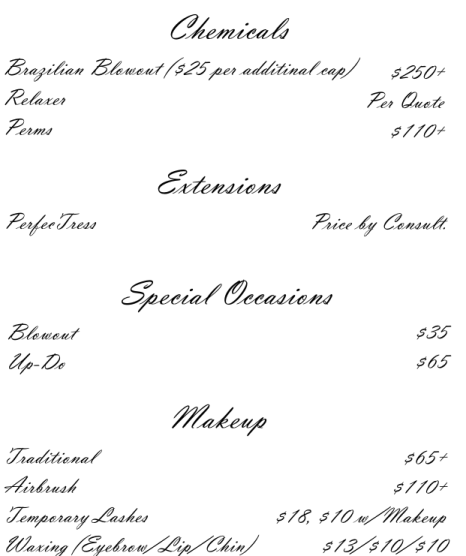 Chemicals
Brazilian Blowout ($25 per additinal cap) $250+
Relaxer Per Quote
Perms $110+
Extensions
PerfecTress Price by Consult.
Special Occasions
Blowout $35
Up-Do $65
Makeup
Traditional $65+
Airbrush $110+
Temporary Lashes $18, $10 w/Makeup
Waxing (Eyebrow/Lip/Chin) $13/$10/$10